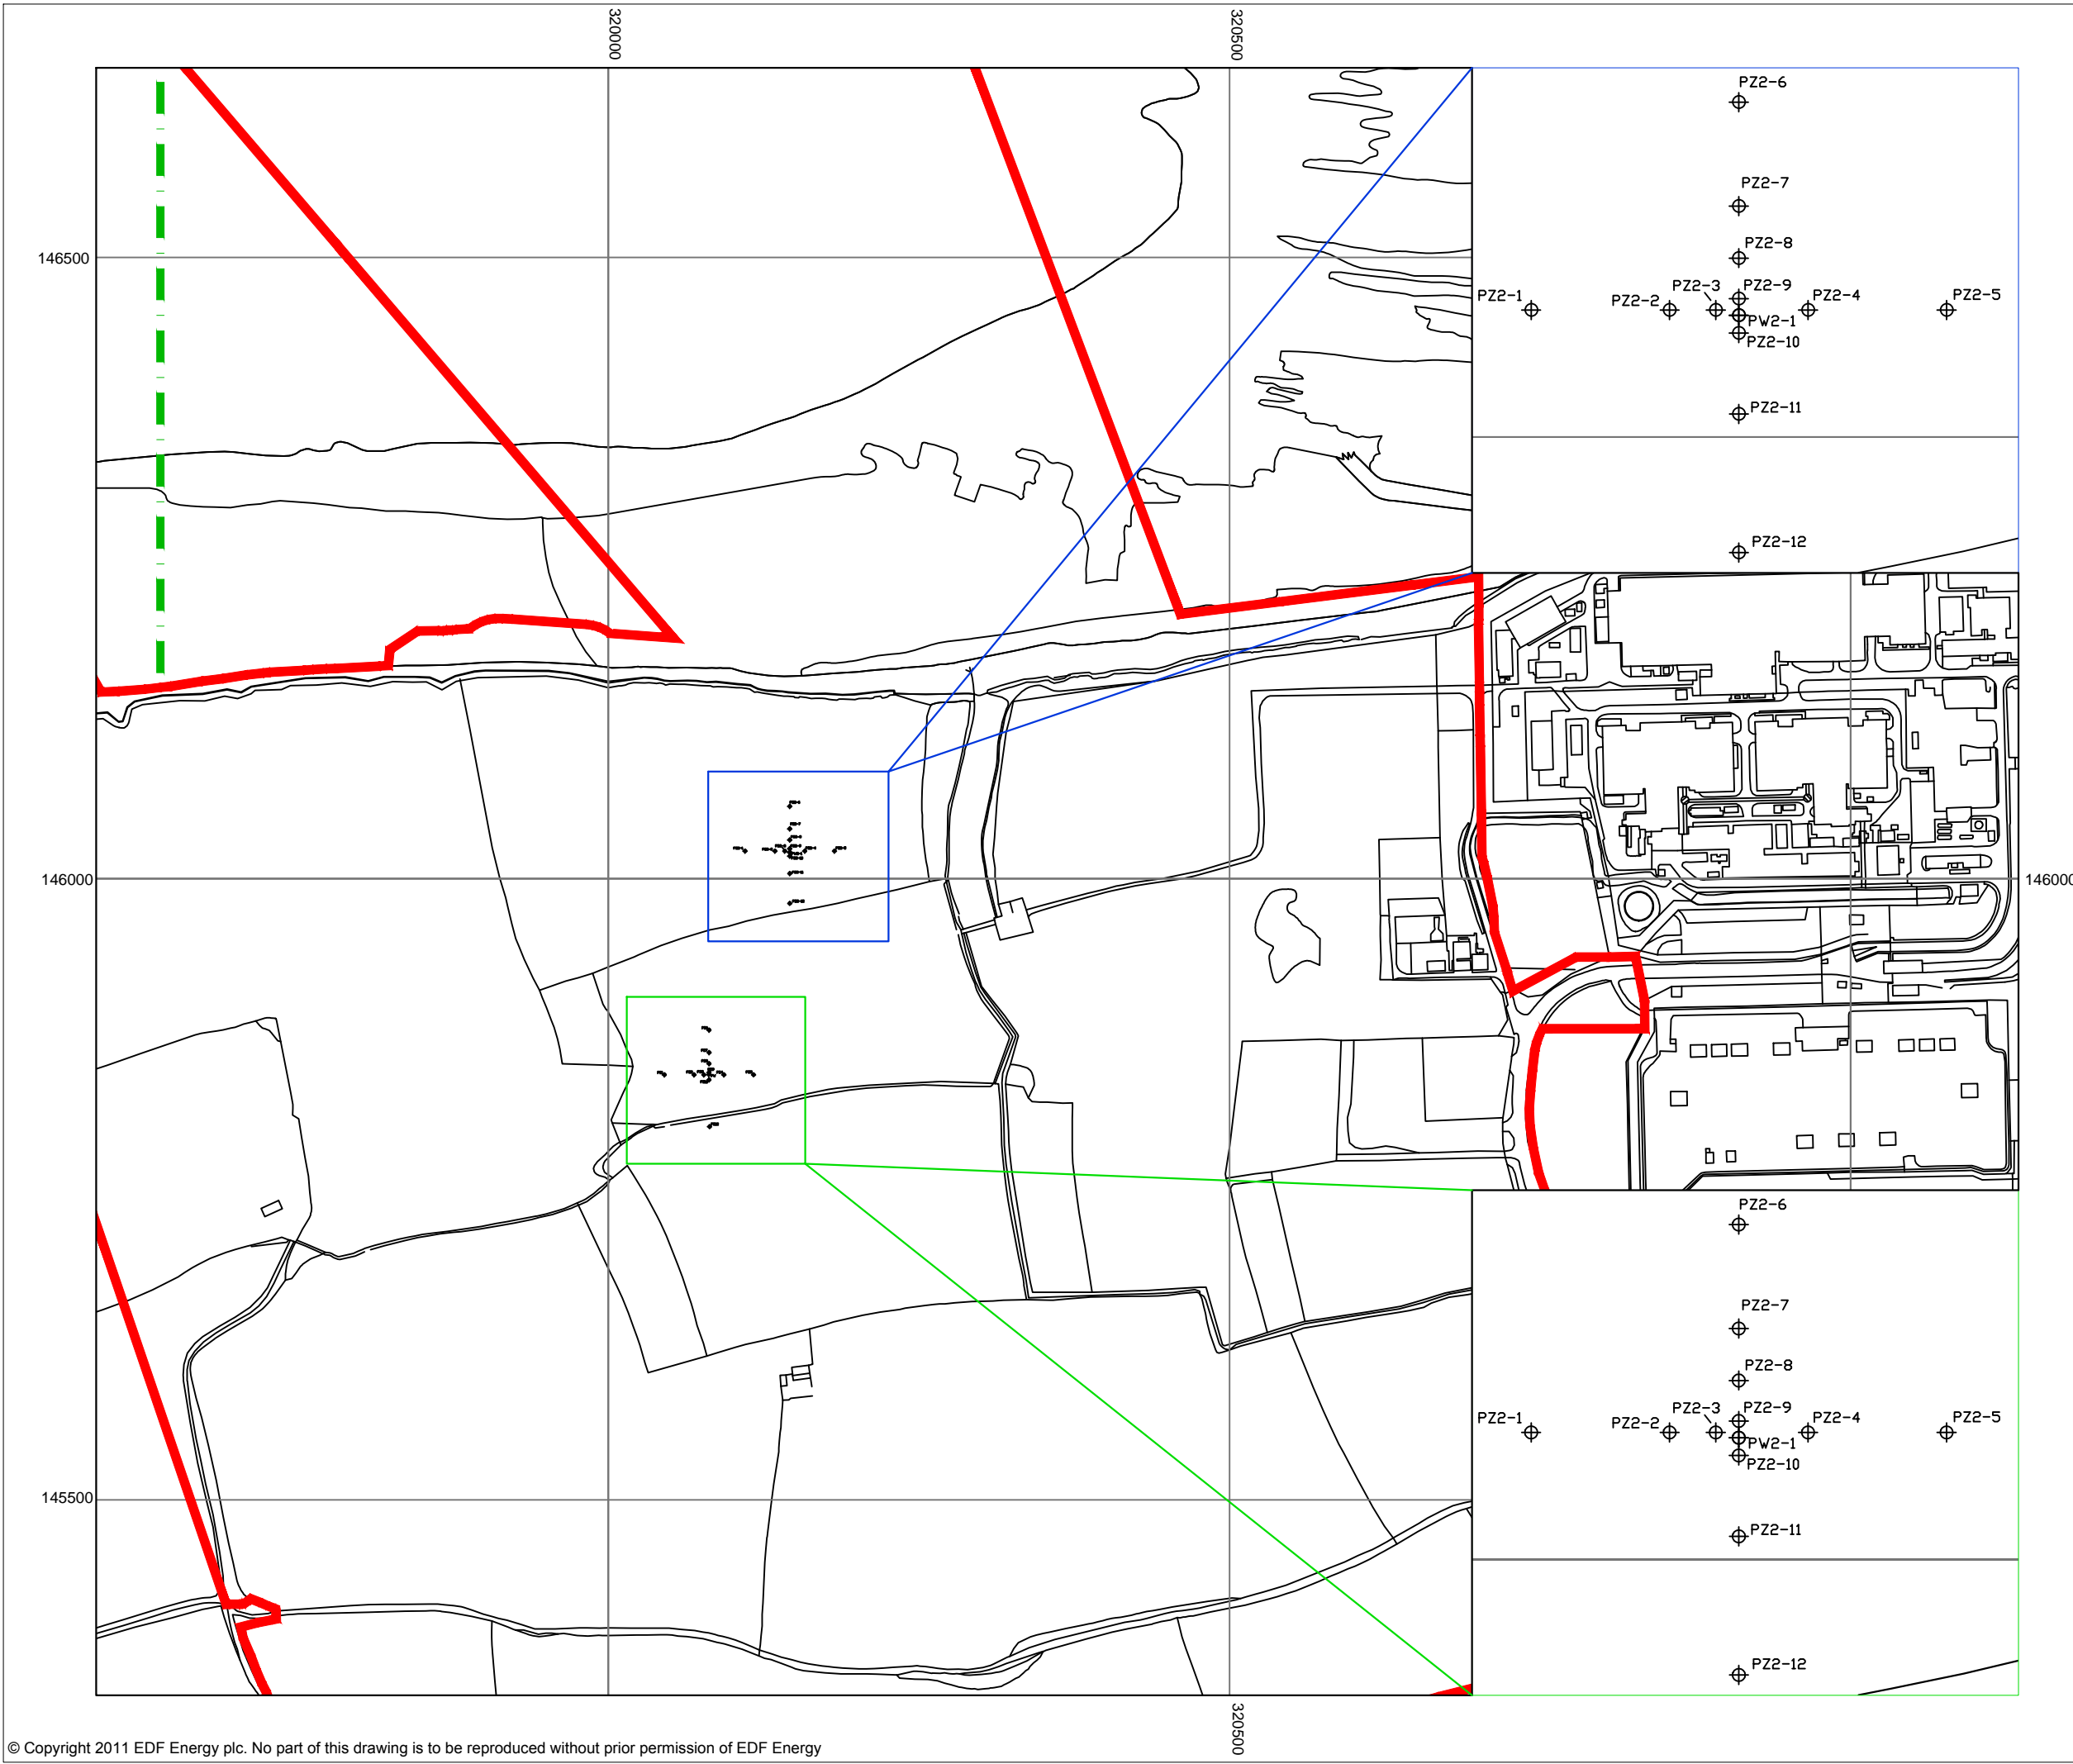 320000
320500
PZ2-6
PZ2-7
146500
PZ2-8
PZ2-1
PZ2-2
PZ2-3
PZ2-9
PZ2-4
PZ2-5
PW2-1
PZ2-10
PZ2-11
PZ2-12
146000
146000
PZ2-6
PZ2-7
PZ2-8
PZ2-1
PZ2-2
PZ2-3
PZ2-9
PZ2-4
PZ2-5
PW2-1
PZ2-10
145500
PZ2-11
PZ2-12
320500
© Copyright 2011 EDF Energy plc. No part of this drawing is to be reproduced without prior permission of EDF Energy